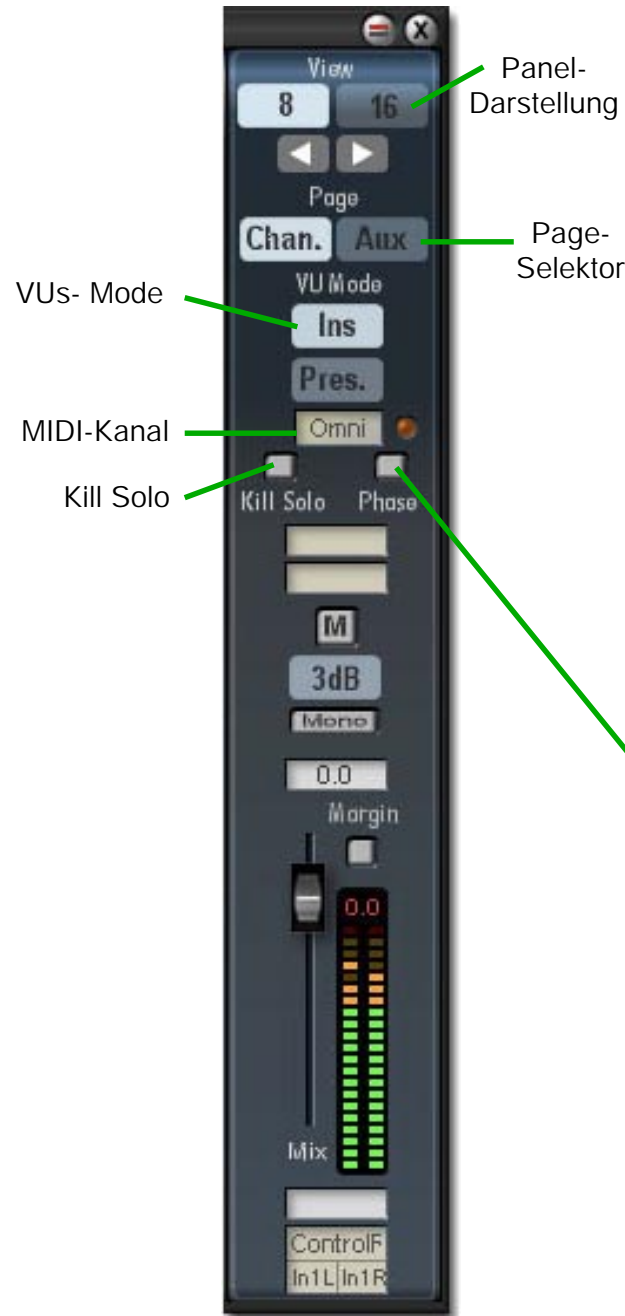 View
8 16
Panel-
Darstellung
Page
Chan. Aux
Page-
Selektor
VU Mode
VUs- Mode
Ins
Pres.
MIDI-Kanal
Omni
Kill Solo
Kill Solo Phase
M
3dB
Mono
0.0
Margin
0.0
Mix
ControlF
In1L In1R